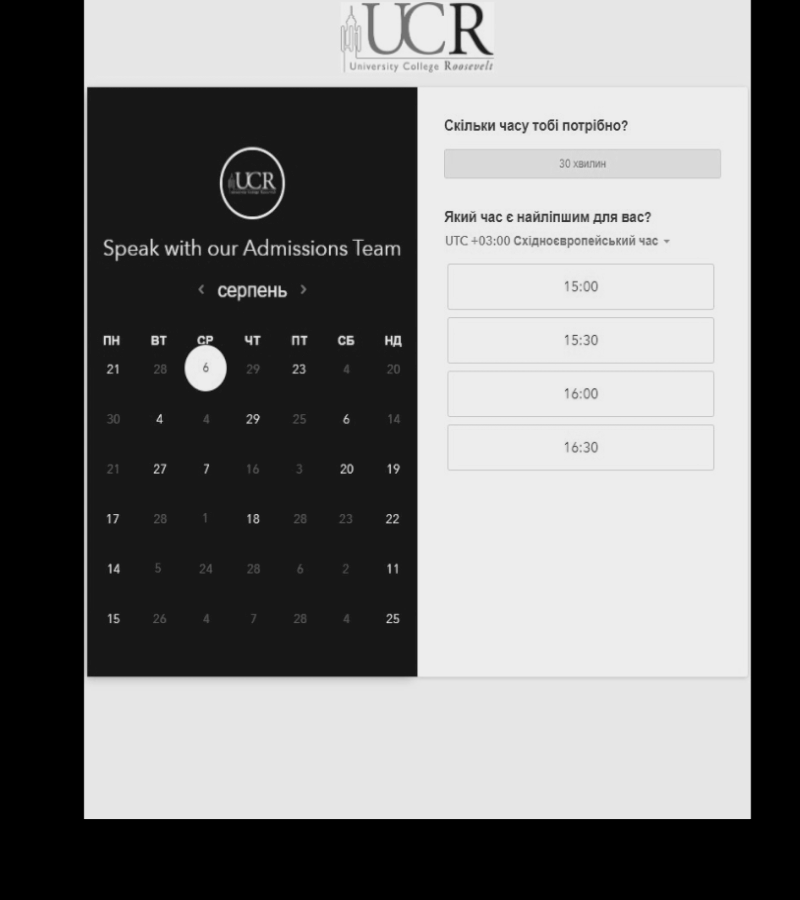 UCR
University College Roosevelt
UCR
Speak with our Admissions Team
‹ серпень ›
ПН ВТ СР ЧТ ПТ СБ НД
21 28 6 29 23 4 20
30 4 4 29 25 6 14
21 27 7 16 3 20 19
17 28 1 18 28 23 22
14 5 24 28 6 2 11
15 26 4 7 28 4 25
Скільки часу тобі потрібно?
30 хвилин
Який час є найліпшим для вас?
UTC +03:00 Східноєвропейський час
15:00
15:30
16:00
16:30